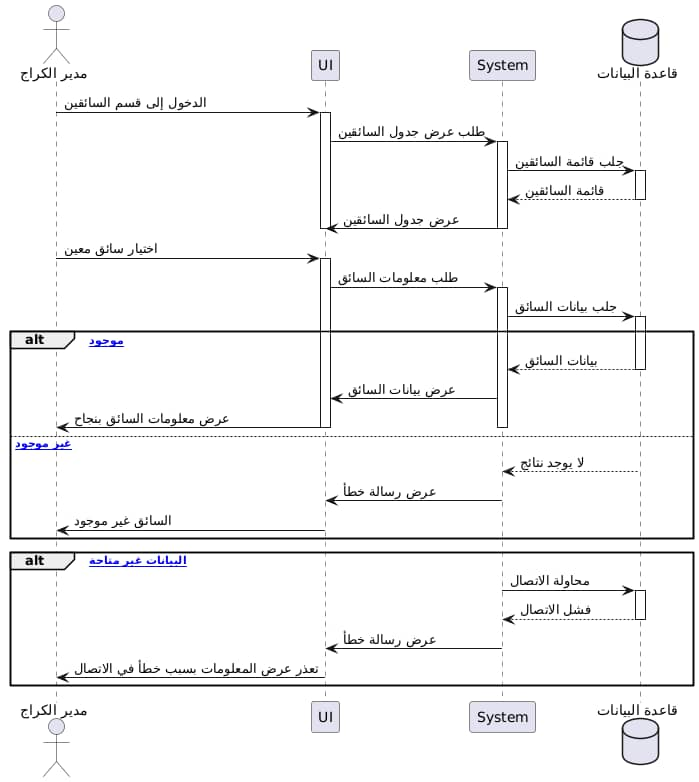 مدير الكراج
UI
System
قاعدة البيانات
الدخول إلى قسم السائقين
طلب عرض جدول السائقين
جلب قائمة السائقين
قائمة السائقين
عرض جدول السائقين
اختيار سائق معين
طلب معلومات السائق
جلب بيانات السائق
alt موجود
بيانات السائق
عرض بيانات السائق
عرض معلومات السائق بنجاح
غير موجود
لا يوجد نتائج
عرض رسالة خطأ
السائق غير موجود
alt البيانات غير متاحة
محاولة الاتصال
فشل الاتصال
عرض رسالة خطأ
تعذر عرض المعلومات بسبب خطأ في الاتصال
مدير الكراج
UI
System
قاعدة البيانات